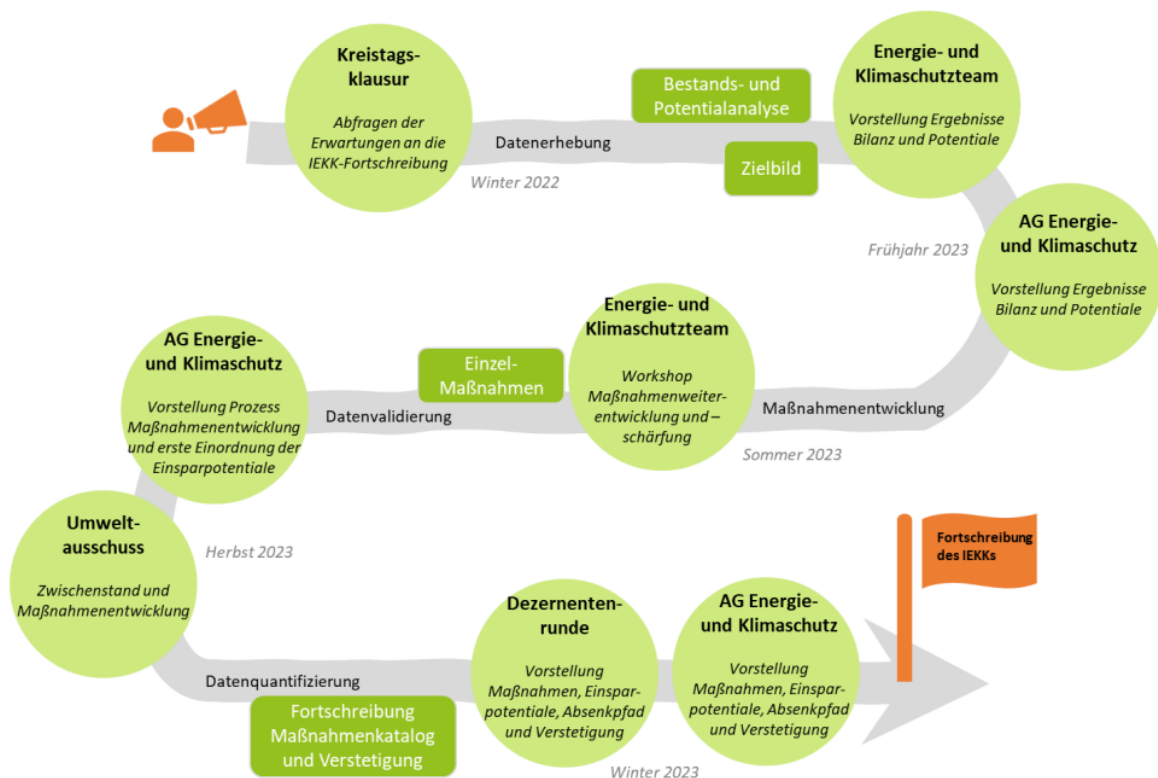 Kreistags-
klausur
Abfragen der
Erwartungen an die
IEKK-Fortschreibung
Datenerhebung
Winter 2022
Bestands- und
Potentialanalyse
Zielbild
Energie- und
Klimaschutzteam
Vorstellung Ergebnisse
Bilanz und Potentiale
Frühjahr 2023
AG Energie-
und Klimaschutz
Vorstellung Ergebnisse
Bilanz und Potentiale
Maßnahmenentwicklung
Sommer 2023
Energie- und
Klimaschutzteam
Workshop
Maßnahmenweiter-
entwicklung und –
schärfung
Einzel-
Maßnahmen
Datenvalidierung
AG Energie-
und Klimaschutz
Vorstellung Prozess
Maßnahmenentwicklung
und erste Einordnung der
Einsparpotentiale
Herbst 2023
Umwelt-
ausschuss
Zwischenstand und
Maßnahmenentwicklung
Datenquantifizierung
Fortschreibung
Maßnahmenkatalog
und Verstetigung
Dezernenten-
runde
Vorstellung
Maßnahmen, Einspar-
potentiale, Absenkpfad
und Verstetigung
Winter 2023
AG Energie-
und Klimaschutz
Vorstellung
Maßnahmen, Einspar-
potentiale, Absenkpfad
und Verstetigung
Fortschreibung
des IEKKs